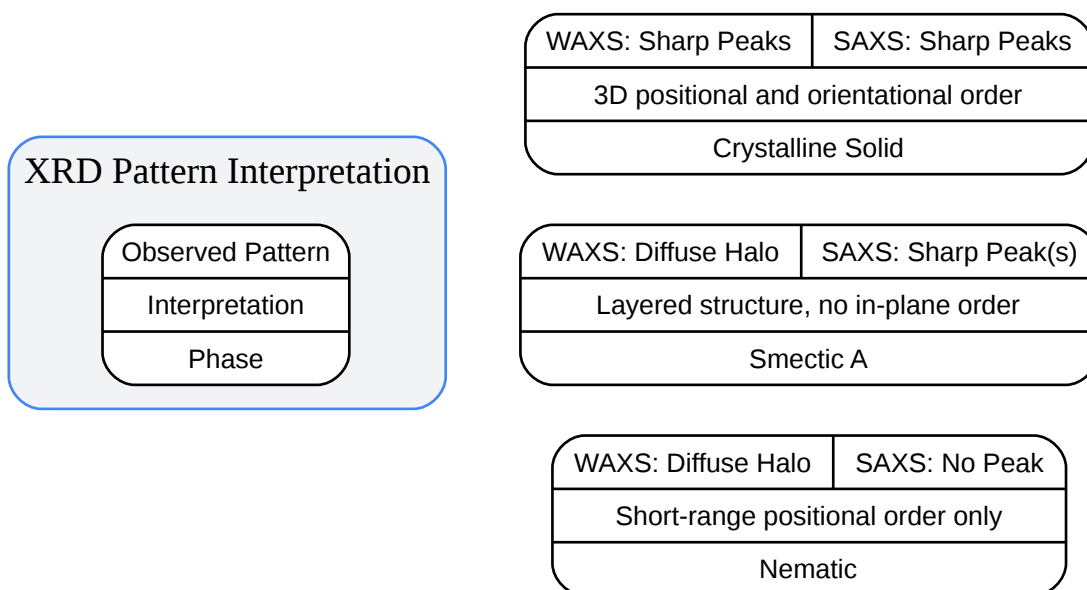 XRD Pattern Interpretation
Observed Pattern
Interpretation
Phase
WAXS: Sharp Peaks
SAXS: Sharp Peaks
3D positional and orientational order
Crystalline Solid
WAXS: Diffuse Halo
SAXS: Sharp Peak(s)
Layered structure, no in-plane order
Smectic A
WAXS: Diffuse Halo
SAXS: No Peak
Short-range positional order only
Nematic